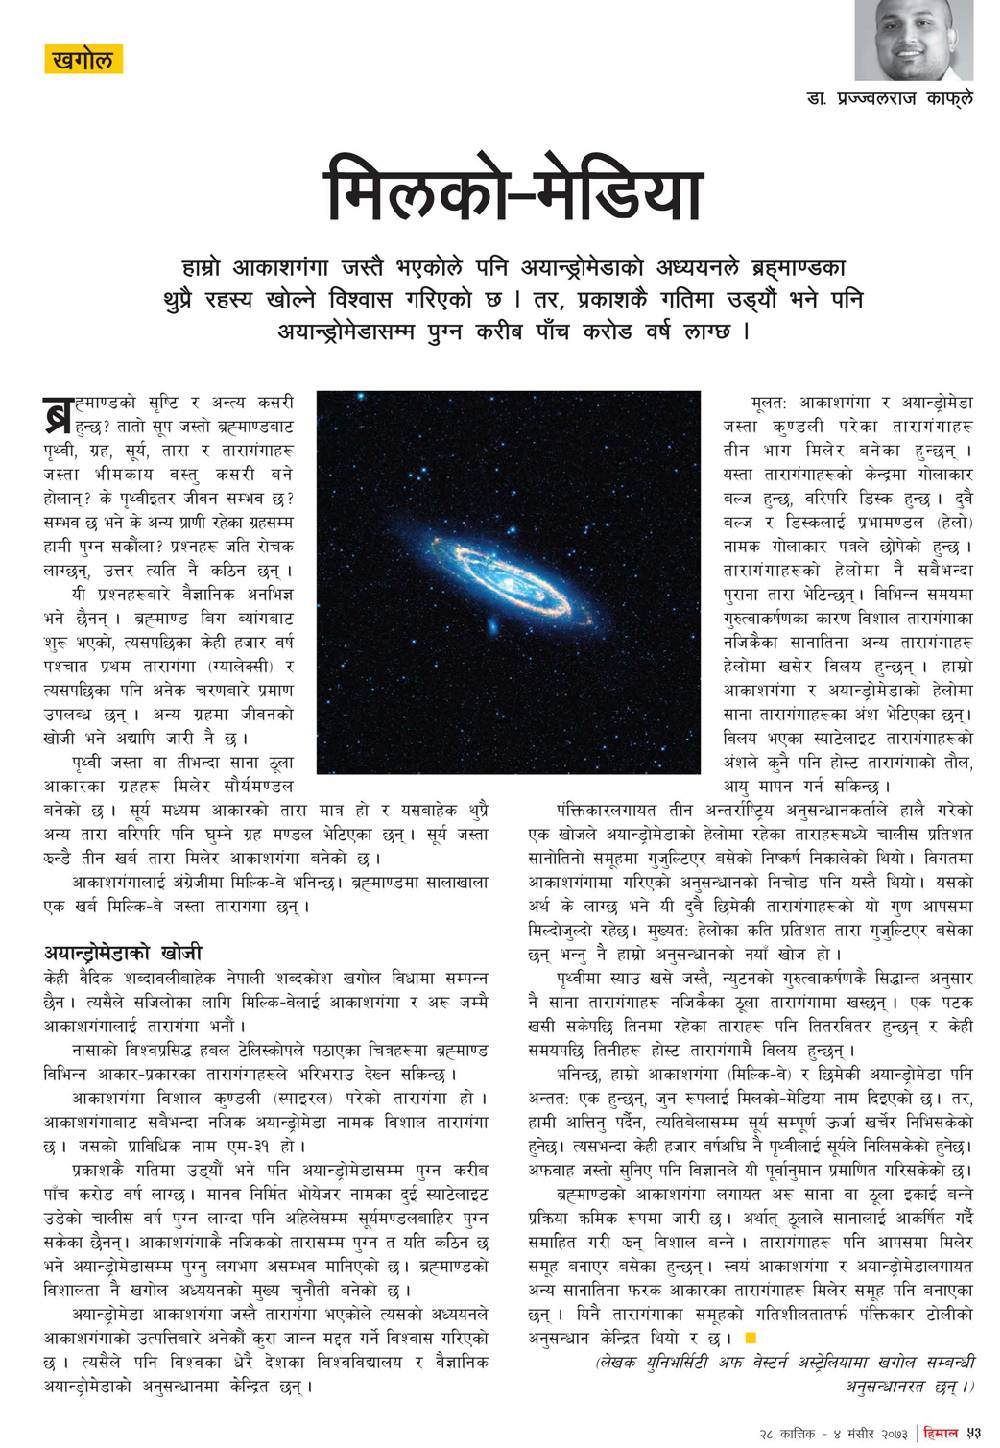 खगोल
डा. प्रज्ज्वलराज काफ्ले
मिलको–मेडिया
हाम्रो आकाशगंगा जस्तै भएकोले पनि अयान्ड्रोमेडाको अध्ययनले ब्रह्माण्डका
थुप्रै रहस्य खोल्ने विश्वास गरिएको छ । तर, प्रकाशकै गतिमा उड्यौं भने पनि
अयान्ड्रोमेडासम्म पुग्न करीब पाँच करोड वर्ष लाग्छ ।
ब्रह्माण्डको सृष्टि र अन्त्य कसरी
हुन्छ? तातो सूप जस्तो ब्रह्माण्डबाट
पृथ्वी, ग्रह, सूर्य, तारा र तारागंगाहरू
जस्ता भीमकाय वस्तु कसरी बने
होलान्? के पृथ्वीइतर जीवन सम्भव छ?
सम्भव छ भने के अन्य प्राणी रहेका ग्रहसम्म
हामी पुग्न सकौंला? प्रश्नहरू जति रोचक
लाग्छन्, उत्तर त्यति नै कठिन छन् ।
यी प्रश्नहरूबारे वैज्ञानिक अनभिज्ञ
भने छैनन् । ब्रह्माण्ड बिग ब्यांगबाट
शुरू भएको, त्यसपछिका केही हजार वर्ष
पश्चात प्रथम तारागंगा (ग्यालेक्सी) र
त्यसपछिका पनि अनेक चरणबारे प्रमाण
उपलब्ध छन् । अन्य ग्रहमा जीवनको
खोजी भने अद्यापि जारी नै छ ।
पृथ्वी जस्ता वा तीभन्दा साना ठूला
आकारका ग्रहहरू मिलेर सौर्यमण्डल
बनेको छ । सूर्य मध्यम आकारको तारा मात्र हो र यसबाहेक थुप्रै
अन्य तारा वरिपरि पनि घुम्ने ग्रह मण्डल भेटिएका छन् । सूर्य जस्ता
झन्डै तीन खर्ब तारा मिलेर आकाशगंगा बनेको छ ।
आकाशगंगालाई अंग्रेजीमा मिल्कि-वे भनिन्छ। ब्रह्माण्डमा सालाखाला
एक खर्ब मिल्कि-वे जस्ता तारागंगा छन् ।
अयान्ड्रोमेडाको खोजी
केही वैदिक शब्दावलीबाहेक नेपाली शब्दकोश खगोल विधामा सम्पन्न
छैन । त्यसैले सजिलोका लागि मिल्कि-वेलाई आकाशगंगा र अरू जम्मै
आकाशगंगालाई तारागंगा भनौं ।
नासाको विश्वप्रसिद्ध हबल टेलिस्कोपले पठाएका चित्रहरूमा ब्रह्माण्ड
विभिन्न आकार-प्रकारका तारागंगाहरूले भरिभराउ देख्न सकिन्छ ।
आकाशगंगा विशाल कुण्डली (स्पाइरल) परेको तारागंगा हो ।
आकाशगंगाबाट सबैभन्दा नजिक अयान्ड्रोमेडा नामक विशाल तारागंगा
छ । जसको प्राविधिक नाम एम-३१ हो ।
प्रकाशकै गतिमा उड्यौं भने पनि अयान्ड्रोमेडासम्म पुग्न करीब
पाँच करोड वर्ष लाग्छ । मानव निर्मित भोयेजर नामका दुई स्याटेलाइट
उडेको चालीस वर्ष पुग्न लाग्दा पनि अहिलेसम्म सूर्यमण्डलबाहिर पुग्न
सकेका छैनन्। आकाशगंगाकै नजिकको तारासम्म पुग्न त यति कठिन छ
भने अयान्ड्रोमेडासम्म पुग्नु लगभग असम्भव मानिएको छ । ब्रह्माण्डको
विशालता नै खगोल अध्ययनको मुख्य चुनौती बनेको छ ।
अयान्ड्रोमेडा आकाशगंगा जस्तै तारागंगा भएकोले त्यसको अध्ययनले
आकाशगंगाको उत्पत्तिबारे अनेकौं कुरा जान्न मद्दत गर्ने विश्वास गरिएको
छ । त्यसैले पनि विश्वका धेरै देशका विश्वविद्यालय र वैज्ञानिक
अयान्ड्रोमेडाको अनुसन्धानमा केन्द्रित छन् ।
मूलतः आकाशगंगा र अयान्ड्रोमेडा
जस्ता कुण्डली परेका तारागंगाहरू
तीन भाग मिलेर बनेका हुन्छन् ।
यस्ता तारागंगाहरूको केन्द्रमा गोलाकार
बल्ज हुन्छ, वरिपरि डिस्क हुन्छ । दुवै
बल्ज र डिस्कलाई प्रभामण्डल (हेलो)
नामक गोलाकार पत्रले छोपेको हुन्छ ।
तारागंगाहरूको हेलोमा नै सबैभन्दा
पुराना तारा भेटिन्छन् । विभिन्न समयमा
गुरुत्वाकर्षणका कारण विशाल तारागंगाका
नजिकैका सानातिना अन्य तारागंगाहरू
हेलोमा खसेर विलय हुन्छन् । हाम्रो
आकाशगंगा र अयान्ड्रोमेडाको हेलोमा
साना तारागंगाहरूका अंश भेटिएका छन्।
विलय भएका स्याटेलाइट तारागंगाहरूको
अंशले कुनै पनि होस्ट तारागंगाको तौल,
आयु मापन गर्न सकिन्छ ।
पंक्तिकारलगायत तीन अन्तर्राष्ट्रिय अनुसन्धानकर्ताले हालै गरेको
एक खोजले अयान्ड्रोमेडाको हेलोमा रहेका ताराहरूमध्ये चालीस प्रतिशत
सानोतिनो समूहमा गुजुल्टिएर बसेको निष्कर्ष निकालेको थियो । विगतमा
आकाशगंगामा गरिएको अनुसन्धानको निचोड पनि यस्तै थियो । यसको
अर्थ के लाग्छ भने यी दुवै छिमेकी तारागंगाहरूको यो गुण आपसमा
मिल्दोजुल्दो रहेछ। मुख्यतः हेलोका कति प्रतिशत तारा गुजुल्टिएर बसेका
छन् भन्नु नै हाम्रो अनुसन्धानको नयाँ खोज हो ।
पृथ्वीमा स्याउ खसे जस्तै, न्युटनको गुरुत्वाकर्षणकै सिद्धान्त अनुसार
नै साना तारागंगाहरू नजिकैका ठूला तारागंगामा खस्छन् । एक पटक
खसी सकेपछि तिनमा रहेका ताराहरू पनि तितरवितर हुन्छन् र केही
समयपछि तिनीहरू होस्ट तारागंगामै विलय हुन्छन् ।
भनिन्छ, हाम्रो आकाशगंगा (मिल्कि-वे) र छिमेकी अयान्ड्रोमेडा पनि
अन्ततः एक हुन्छन्, जुन रूपलाई मिलको-मेडिया नाम दिइएको छ। तर,
हामी आत्तिनु पर्दैन, त्यतिबेलासम्म सूर्य सम्पूर्ण ऊर्जा खर्चेर निभिसकेको
हुनेछ। त्यसभन्दा केही हजार वर्षअघि नै पृथ्वीलाई सूर्यले निलिसकेको हुनेछ।
अफवाह जस्तो सुनिए पनि विज्ञानले यी पूर्वानुमान प्रमाणित गरिसकेको छ।
ब्रह्माण्डको आकाशगंगा लगायत अरू साना वा ठूला इकाई बन्ने
प्रक्रिया क्रमिक रूपमा जारी छ। अर्थात् ठूलाले सानालाई आकर्षित गर्दै
समाहित गरी झन् विशाल बन्ने । तारागंगाहरू पनि आपसमा मिलेर
समूह बनाएर बसेका हुन्छन्। स्वयं आकाशगंगा र अयान्ड्रोमेडालगायत
अन्य सानातिना फरक आकारका तारागंगाहरू मिलेर समूह पनि बनाएका
छन् । यिनै तारागंगाका समूहको गतिशीलतातर्फ पंक्तिकार टोलीको
अनुसन्धान केन्द्रित थियो र छ ।
(लेखक युनिभर्सिटी अफ वेस्टर्न अस्ट्रेलियामा खगोल सम्बन्धी
अनुसन्धानरत छन् ।)
२८ कात्तिक - ४ मंसीर २०७३ | हिमाल ५३